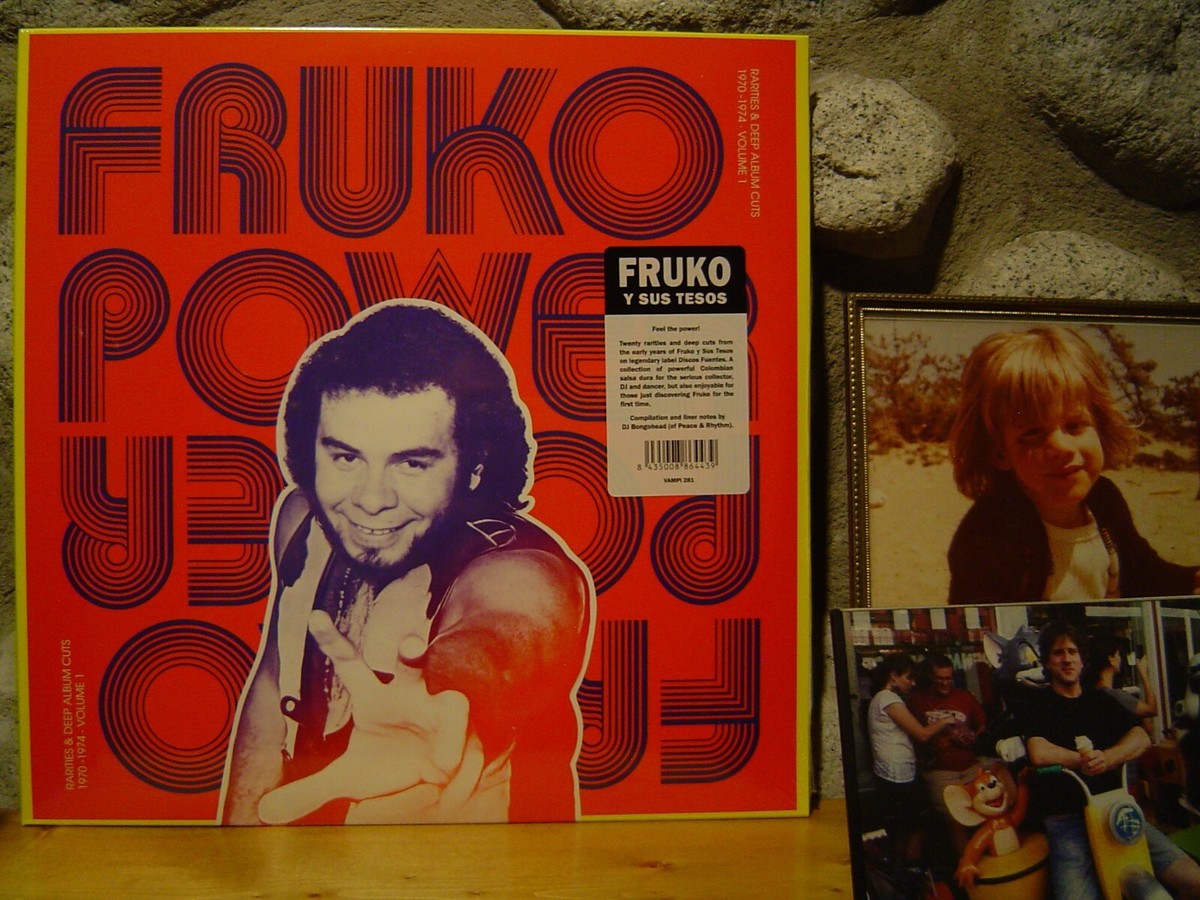 FRUKO
POWER
RARITIES & DEEP ALBUM CUTS
1970-1974 VOLUME 1
FRUKO
Y SUS TESOS
Feel the power!
Twenty rarities and deep cuts from
the early years of Fruko y Sus Tesos
on legendary label Discos Fuentes. A
collection of powerful Colombian
salsa dura for the serious collector,
DJ and dancer, but also enjoyable for
those just discovering Fruko for the
first time.
Compilation and liner notes by
DJ Bongohead (of Peace & Rhythm).
8 435008 864439
VAMPI 281
POWER
FRUKO
RARITIES & DEEP ALBUM CUTS
1970-1974 - VOLUME 1